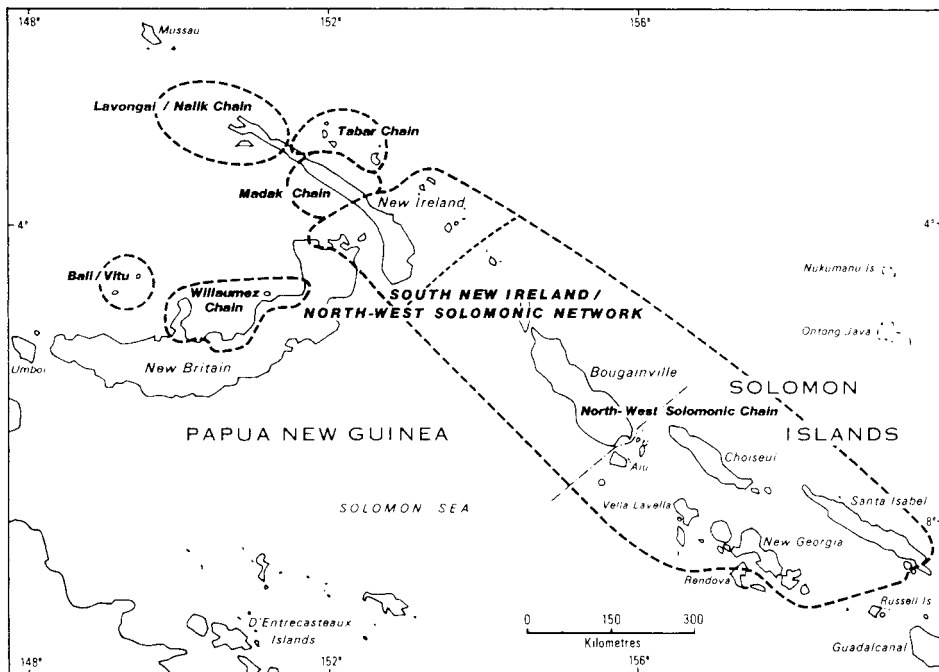 148°
152°
156°
Mussau
Lavongai / Nalik Chain
Tabar Chain
Madak Chain
New Ireland
4°
4°
Bali / Vitu
Willaumez
Chain
Nukumanu Is
SOUTH NEW IRELAND /
NORTH-WEST SOLOMONIC NETWORK
Ontong Java
Umboi
New Britain
Bougainville
SOLOMON
North-West Solomonic Chain
PAPUA NEW GUINEA
ISLANDS
Choiseul
Alu
SOLOMON SEA
Vella Lavella
Santa Isabel
8°
New Georgia
Rendova
Russell Is
D'Entrecasteaux
Islands
0 150 300
Kilometres
Guadalcanal
148°
152°
156°